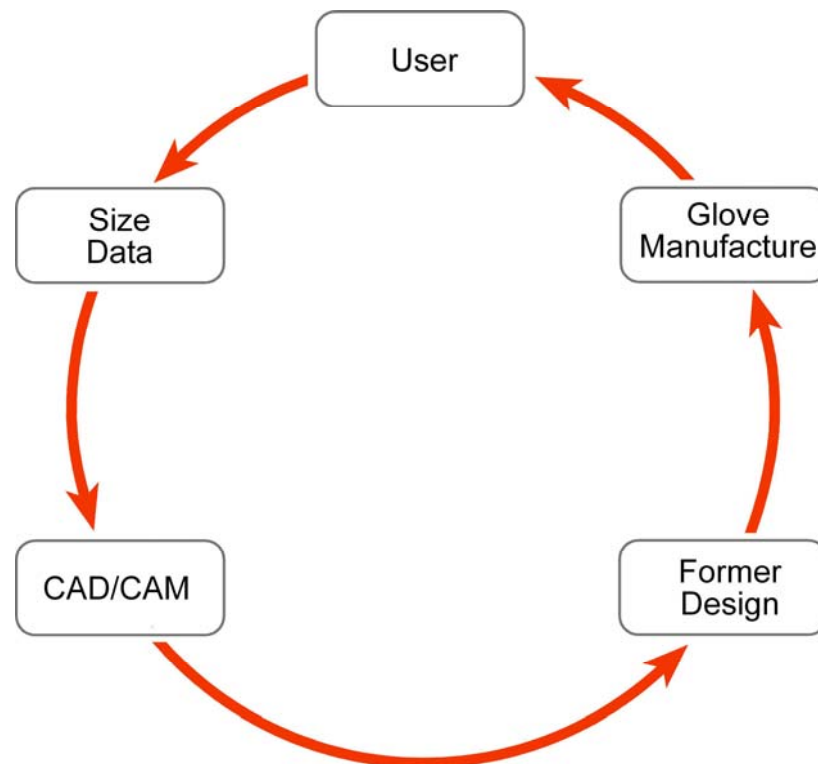 User
Size
Data
Glove
Manufacture
CAD/CAM
Former
Design